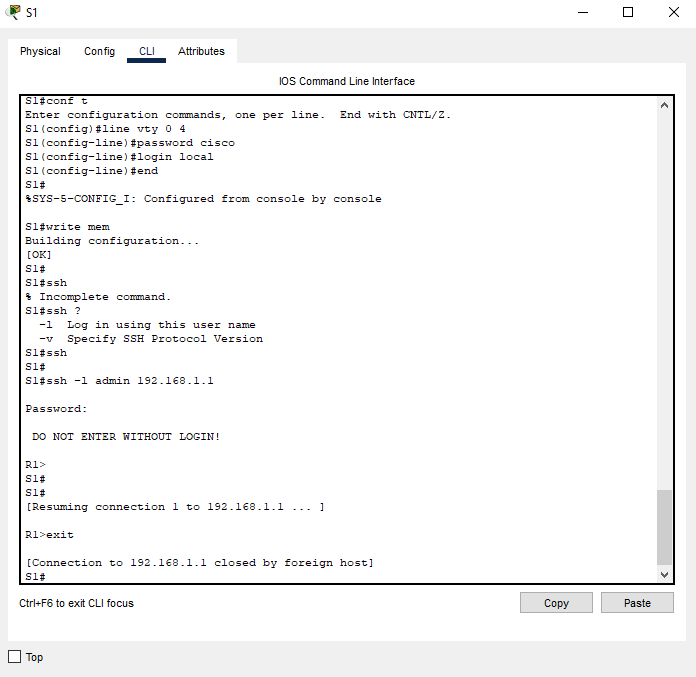 S1
Physical Config CLI Attributes
IOS Command Line Interface
S1#conf t
Enter configuration commands, one per line.  End with CNTL/Z.
S1(config)#line vty 0 4
S1(config-line)#password cisco
S1(config-line)#login local
S1(config-line)#end
S1#
%SYS-5-CONFIG_I: Configured from console by console
S1#write mem
Building configuration...
[OK]
S1#
S1#ssh
% Incomplete command.
S1#ssh ?
  -l  Log in using this user name
  -v  Specify SSH Protocol Version
S1#ssh
S1#
S1#ssh -l admin 192.168.1.1
Password:
 DO NOT ENTER WITHOUT LOGIN!
R1>
S1#
S1#
[Resuming connection 1 to 192.168.1.1 ... ]
R1>exit
[Connection to 192.168.1.1 closed by foreign host]
S1#
Ctrl+F6 to exit CLI focus
Copy Paste
Top